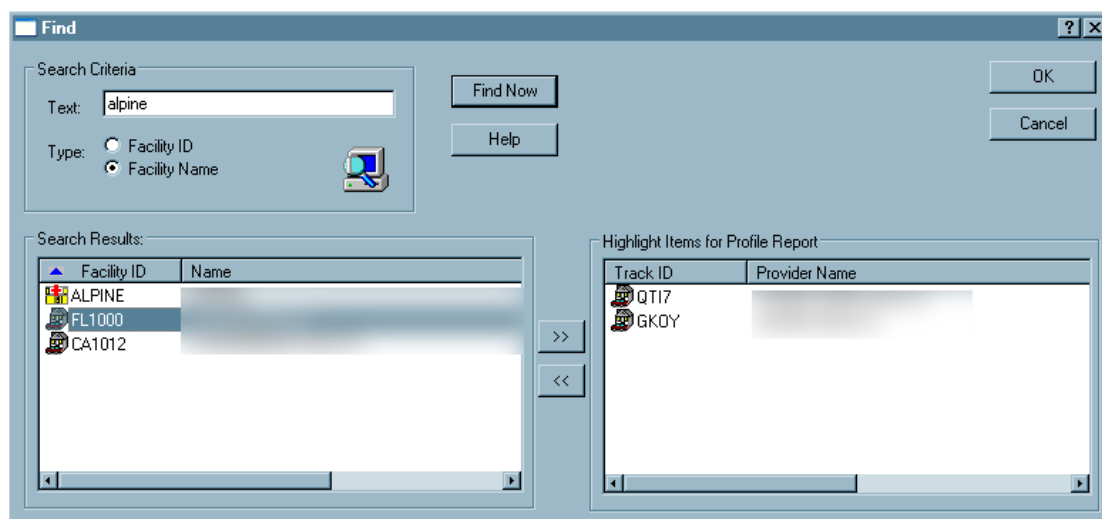 Find
Search Criteria
Text: alpine
Type: Facility ID
Facility Name
Find Now
Help
OK
Cancel
Search Results:
Facility ID Name
ALPINE
FL1000
CA1012
>>
<<
Highlight Items for Profile Report
Track ID Provider Name
QTI7
GKOY